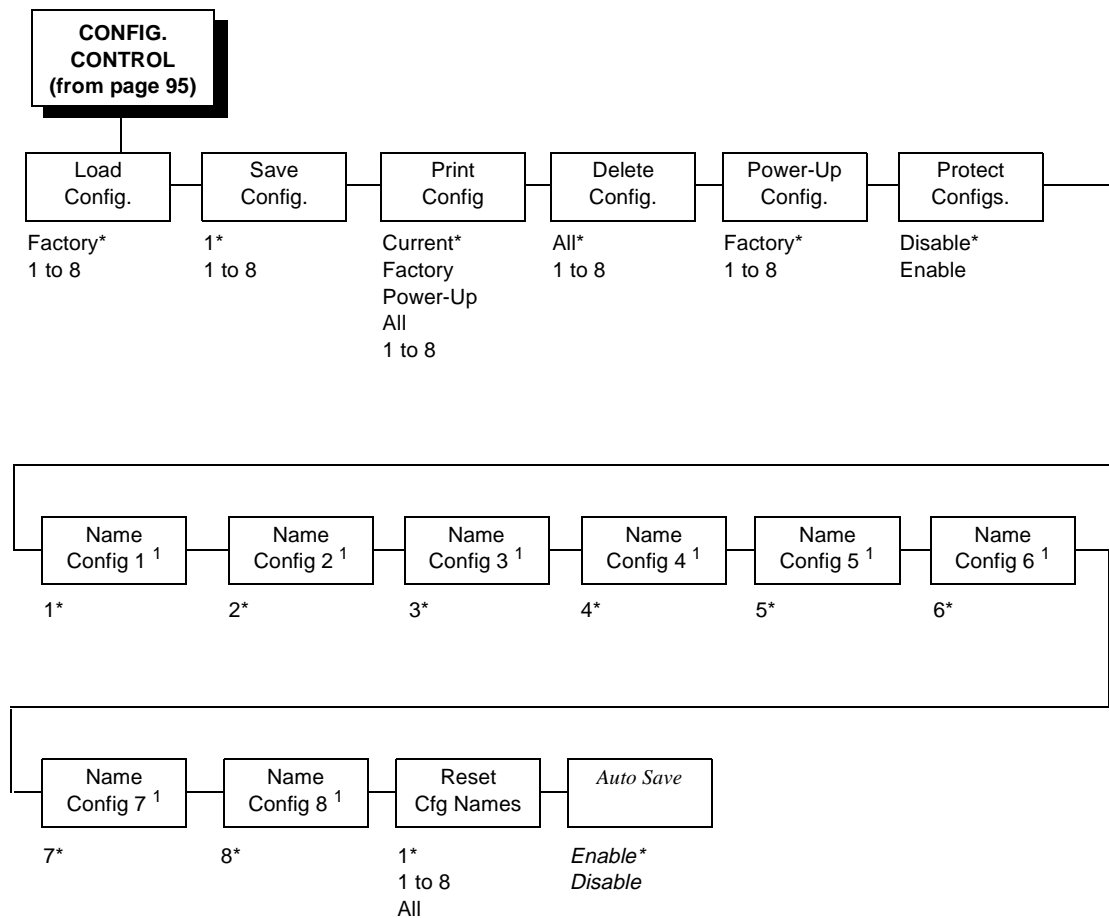 CONFIG.
CONTROL
(from page 95)
Load
Config.
Factory*
1 to 8
Save
Config.
1*
1 to 8
Print
Config
Current*
Factory
Power-Up
All
1 to 8
Delete
Config.
All*
1 to 8
Power-Up
Config.
Factory*
1 to 8
Protect
Configs.
Disable*
Enable
Name
Config 1 1
1*
Name
Config 2 1
2*
Name
Config 3 1
3*
Name
Config 4 1
4*
Name
Config 5 1
5*
Name
Config 6 1
6*
Name
Config 7 1
7*
Name
Config 8 1
8*
Reset
Cfg Names
1*
1 to 8
All
Auto Save
Enable*
Disable